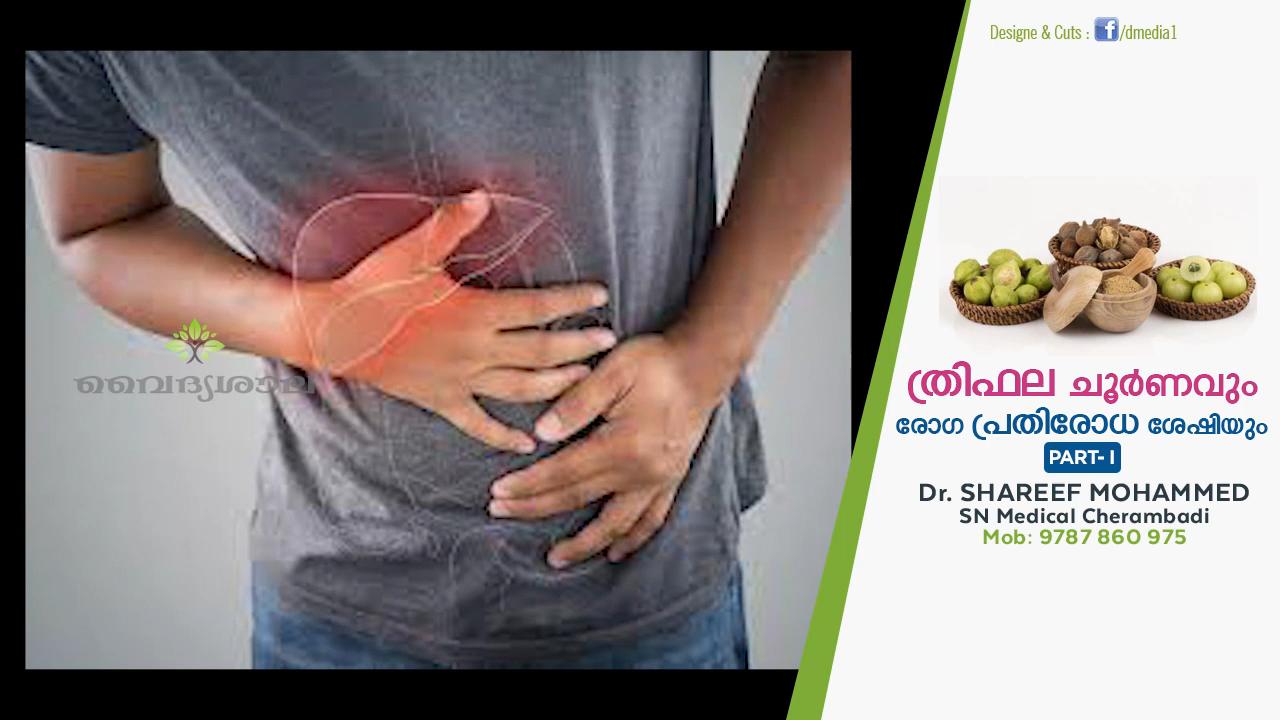 Designe & Cuts : f/dmedia1
വൈദ്യശാല
ത്രിഫല ചൂർണവും
രോഗ പ്രതിരോധ ശേഷിയും
PART- I
Dr. SHAREEF MOHAMMED
SN Medical Cherambadi
Mob: 9787 860 975